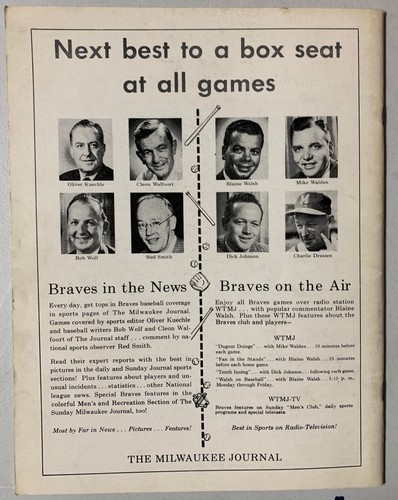 Next best to a box seat
at all games
Oliver Kuechle
Cleon Walfoort
Blaine Walsh
Mike Walden
Bob Wolf
Red Smith
Dick Johnson
Charlie Dressen
Braves in the News
Every day, get tops in Braves baseball coverage
in sports pages of The Milwaukee Journal.
Games covered by sports editor Oliver Kuechle
and baseball writers Bob Wolf and Cleon Wal-
foort of The Journal staff . . . comment by na-
tional sports observer Red Smith.
Read their expert reports with the best in
pictures in the daily and Sunday Journal sports
sections! Plus features about players and un-
usual incidents . . . statistics . . . other National
league news. Special Braves features in the
colorful Men's and Recreation Section of The
Sunday Milwaukee Journal, too!
Most by Far in News . . . Pictures . . . Features!
Braves on the Air
Enjoy all Braves games over radio station
WTMJ . . . with popular commentator Blaine
Walsh. Plus these WTMJ features about the
Braves club and players—
WTMJ
"Dugout Doings" . . . with Mike Walden . . . 10 minutes before
each game.
"Fan in the Stands" . . . with Blaine Walsh . . . 25 minutes
before each home game.
"Tenth Inning" . . . with Dick Johnson . . . following each game.
"Walsh on Baseball" . . . with Blaine Walsh . . . 5:15 p. m.,
Monday through Friday.
WTMJ-TV
Braves features on Sunday "Men's Club," daily sports
programs and special telecasts.
Best in Sports on Radio-Television!
THE MILWAUKEE JOURNAL